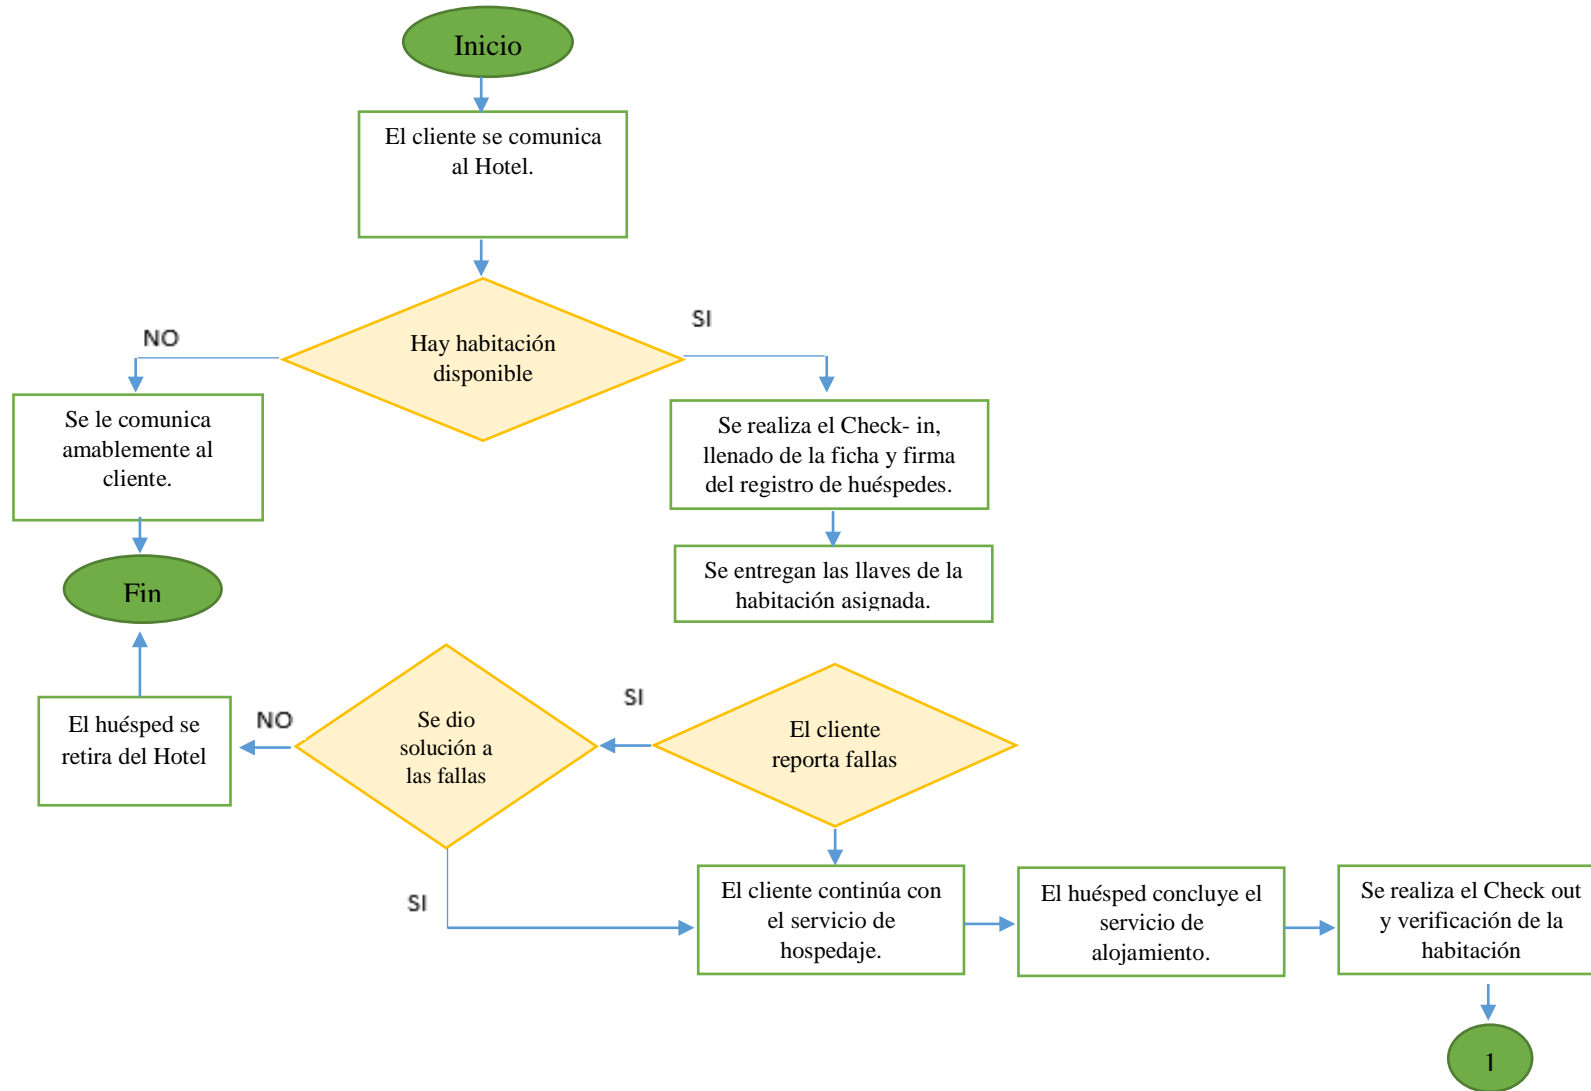 Inicio
El cliente se comunica
al Hotel.
Hay habitación
disponible
NO
SI
Se le comunica
amablemente al
cliente.
Se realiza el Check- in,
llenado de la ficha y firma
del registro de huéspedes.
Fin
Se entregan las llaves de la
habitación asignada.
El huésped se
retira del Hotel
NO
Se dio
solución a
las fallas
SI
El cliente
reporta fallas
SI
El cliente continúa con
el servicio de
hospedaje.
El huésped concluye el
servicio de
alojamiento.
Se realiza el Check out
y verificación de la
habitación
1